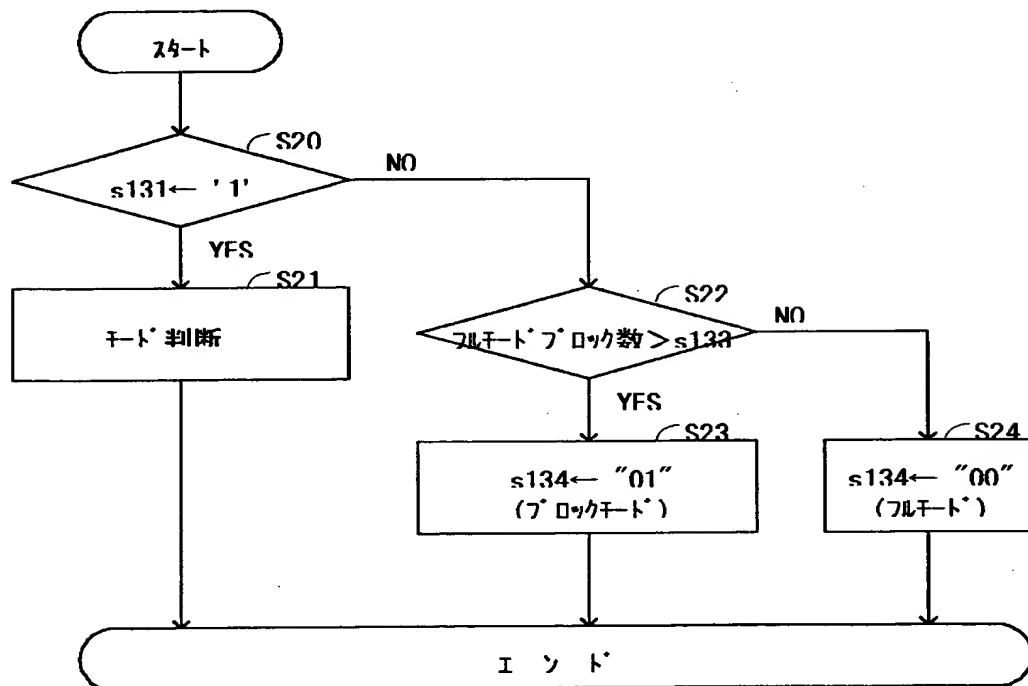 スタート
S20
s131← '1'
NO
YES
S21
モード判断
S22
フルモードブロック数＞s133
NO
YES
S23
s134← "01"
(ブロックモード)
S24
s134← "00"
(フルモード)
エンド